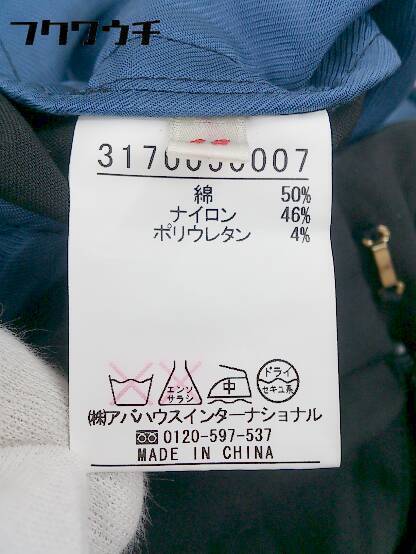 フクワウチ
綿 50%
ナイロン 46%
ポリウレタン 4%
エンソ サラシ 中 ドライ セキユ系
㈱アバハウスインターナショナル
0120-597-537
MADE IN CHINA